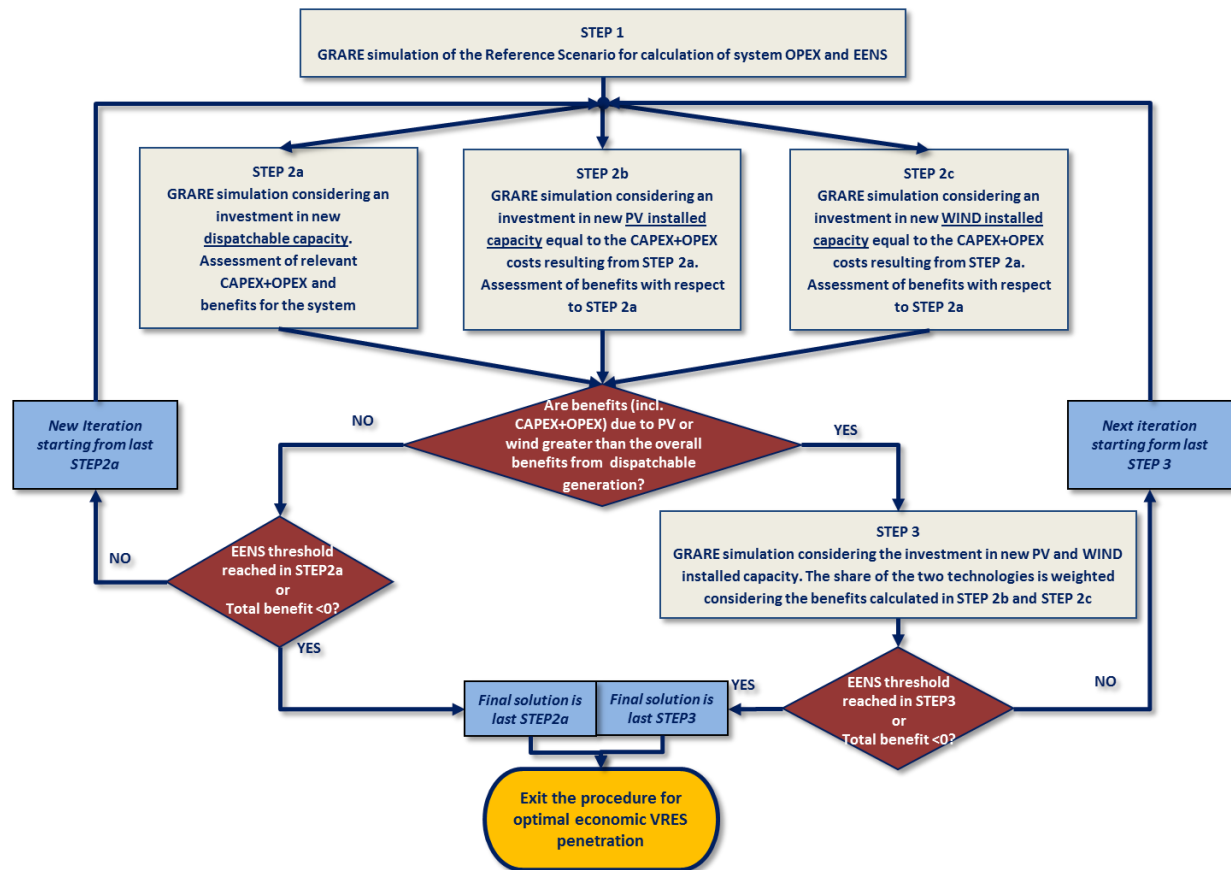 STEP 1
GRARE simulation of the Reference Scenario for calculation of system OPEX and EENS
STEP 2a
GRARE simulation considering an
investment in new
dispatchable capacity.
Assessment of relevant
CAPEX+OPEX and
benefits for the system
STEP 2b
GRARE simulation considering an
investment in new PV installed
capacity equal to the CAPEX+OPEX
costs resulting from STEP 2a.
Assessment of benefits with respect
to STEP 2a
STEP 2c
GRARE simulation considering an
investment in new WIND installed
capacity equal to the CAPEX+OPEX
costs resulting from STEP 2a.
Assessment of benefits with respect
to STEP 2a
Are benefits (incl.
CAPEX+OPEX) due to PV or
wind greater than the overall
benefits from dispatchable
generation?
NO
YES
New Iteration
starting from last
STEP2a
Next iteration
starting form last
STEP 3
NO
EENS threshold
reached in STEP2a
or
Total benefit <0?
YES
STEP 3
GRARE simulation considering the investment in new PV and WIND
installed capacity. The share of the two technologies is weighted
considering the benefits calculated in STEP 2b and STEP 2c
Final solution is
last STEP2a
Final solution is
last STEP3
YES
EENS threshold
reached in STEP3
or
Total benefit <0?
NO
Exit the procedure for
optimal economic VRES
penetration